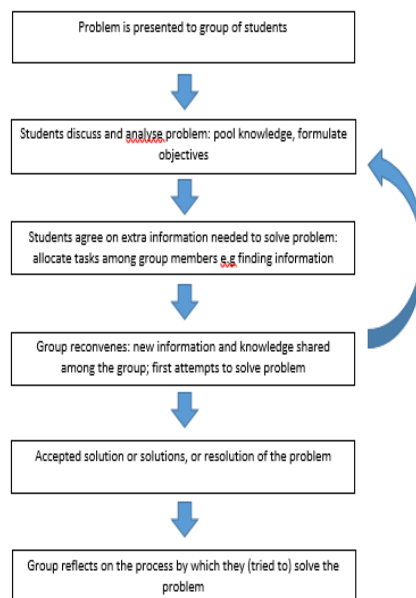 Problem is presented to group of students
Students discuss and analyse problem: pool knowledge, formulate
objectives
Students agree on extra information needed to solve problem:
allocate tasks among group members e.g finding information
Group reconvenes: new information and knowledge shared
among the group; first attempts to solve problem
Accepted solution or solutions, or resolution of the problem
Group reflects on the process by which they (tried to) solve the
problem